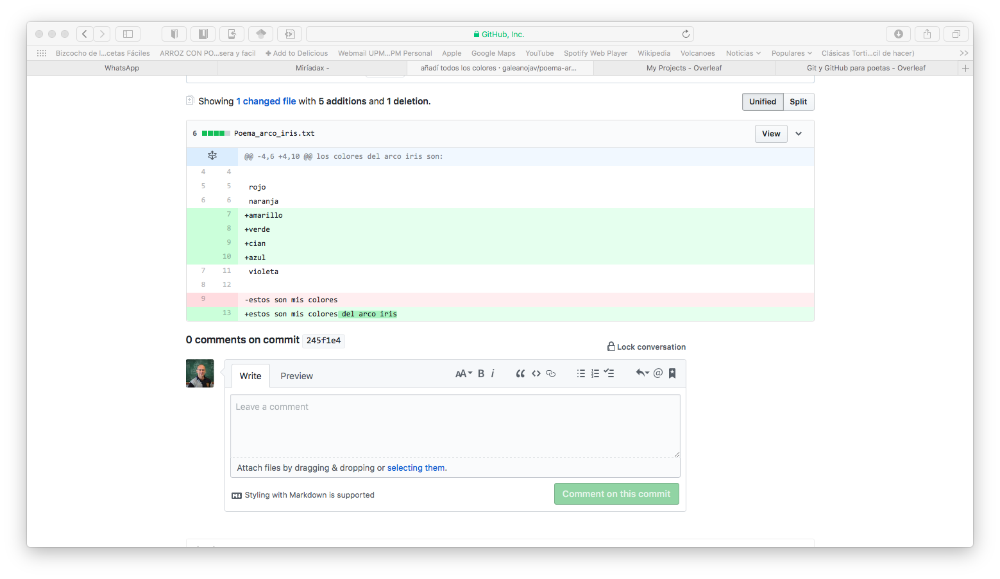 GitHub, Inc.
Bizcocho de l...cetas Fáciles ARROZ CON PO...sera y facil Add to Delicious Webmail UPM...PM Personal Apple Google Maps YouTube Spotify Web Player Wikipedia Volcanoes Noticias Populares Clásicas Torti...cil de hacer) >>
WhatsApp Miríadax - añadí todos los colores · galeanojav/poema-ar... My Projects - Overleaf Git y GitHub para poetas - Overleaf +
Showing 1 changed file with 5 additions and 1 deletion. Unified Split
6 Poema_arco_iris.txt View
@@ -4,6 +4,10 @@ los colores del arco iris son:
4 4
5 5 rojo
6 6 naranja
7 +amarillo
8 +verde
9 +cian
10 +azul
7 11 violeta
8 12
9 -estos son mis colores
13 +estos son mis colores del arco iris
0 comments on commit 245f1e4
Lock conversation
Write Preview AA B i “ <> @
Leave a comment
Attach files by dragging & dropping or selecting them.
Styling with Markdown is supported Comment on this commit